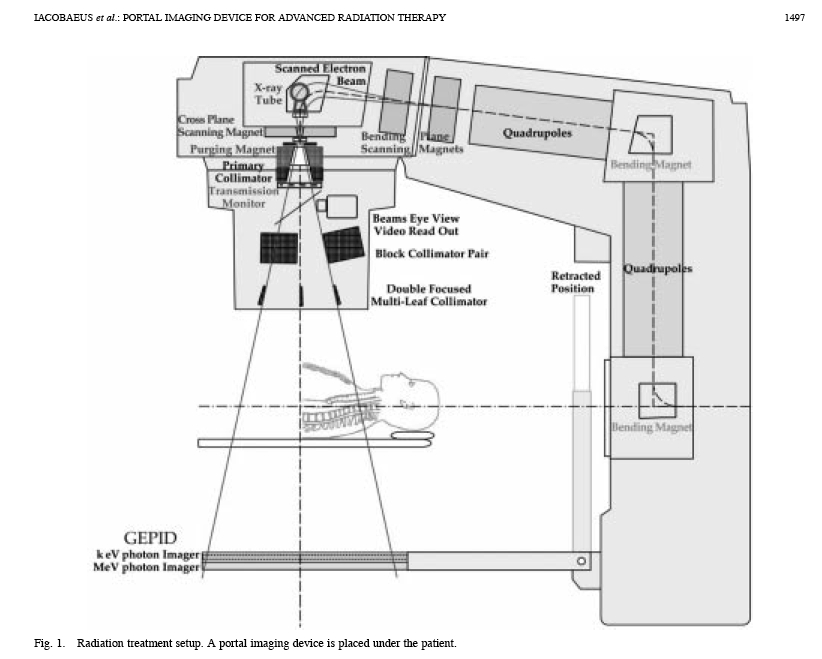 IACOBAEUS et al.: PORTAL IMAGING DEVICE FOR ADVANCED RADIATION THERAPY 1497
Scanned Electron
Beam
X-ray
Tube
Cross Plane
Scanning Magnet
Purging Magnet
Primary
Collimator
Transmission
Monitor
Bending Plane
Scanning Magnets
Quadrupoles
Bending Magnet
Beams Eye View
Video Read Out
Block Collimator Pair
Double Focused
Multi-Leaf Collimator
Retracted
Position
Quadrupoles
Bending Magnet
GEPID
keV photon Imager
MeV photon Imager
Fig. 1. Radiation treatment setup. A portal imaging device is placed under the patient.